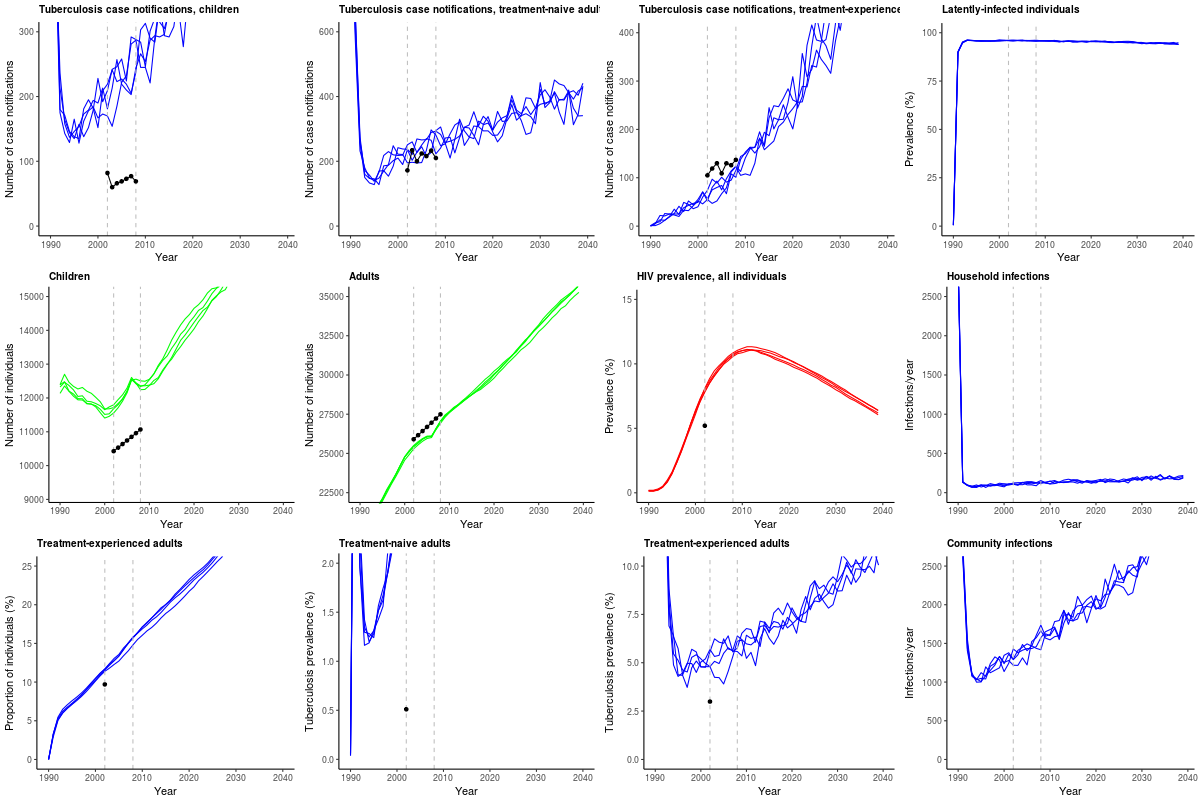 Tuberculosis case notifications, children
Number of case notifications
300
200
100
0
1990 2000 2010 2020 2030 2040
Year
Tuberculosis case notifications, treatment-naive adul
Number of case notifications
600
400
200
0
1990 2000 2010 2020 2030 2040
Year
Tuberculosis case notifications, treatment-experience
Number of case notifications
400
300
200
100
0
1990 2000 2010 2020 2030 2040
Year
Latently-infected individuals
Prevalence (%)
100
75
50
25
0
1990 2000 2010 2020 2030 2040
Year
Children
Number of individuals
15000
14000
13000
12000
11000
10000
9000
1990 2000 2010 2020 2030 2040
Year
Adults
Number of individuals
35000
32500
30000
27500
25000
22500
1990 2000 2010 2020 2030 2040
Year
HIV prevalence, all individuals
Prevalence (%)
15
10
5
0
1990 2000 2010 2020 2030 2040
Year
Household infections
Infections/year
2500
2000
1500
1000
500
0
1990 2000 2010 2020 2030 2040
Year
Treatment-experienced adults
Proportion of individuals (%)
25
20
15
10
5
0
1990 2000 2010 2020 2030 2040
Year
Treatment-naive adults
Tuberculosis prevalence (%)
2.0
1.5
1.0
0.5
0.0
1990 2000 2010 2020 2030 2040
Year
Treatment-experienced adults
Tuberculosis prevalence (%)
10.0
7.5
5.0
2.5
0.0
1990 2000 2010 2020 2030 2040
Year
Community infections
Infections/year
2500
2000
1500
1000
500
0
1990 2000 2010 2020 2030 2040
Year